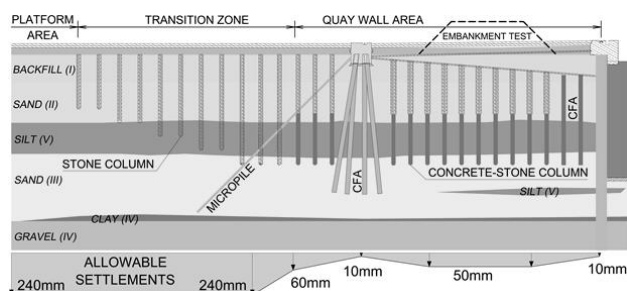 PLATFORM AREA
TRANSITION ZONE
QUAY WALL AREA
EMBANKMENT TEST
BACKFILL (I)
SAND (II)
CFA
SILT (V)
STONE COLUMN
MICROPILE
CFA
CONCRETE-STONE COLUMN
SAND (III)
SILT (V)
CLAY (IV)
GRAVEL (IV)
ALLOWABLE
SETTLEMENTS
240mm
240mm
60mm
10mm
50mm
10mm